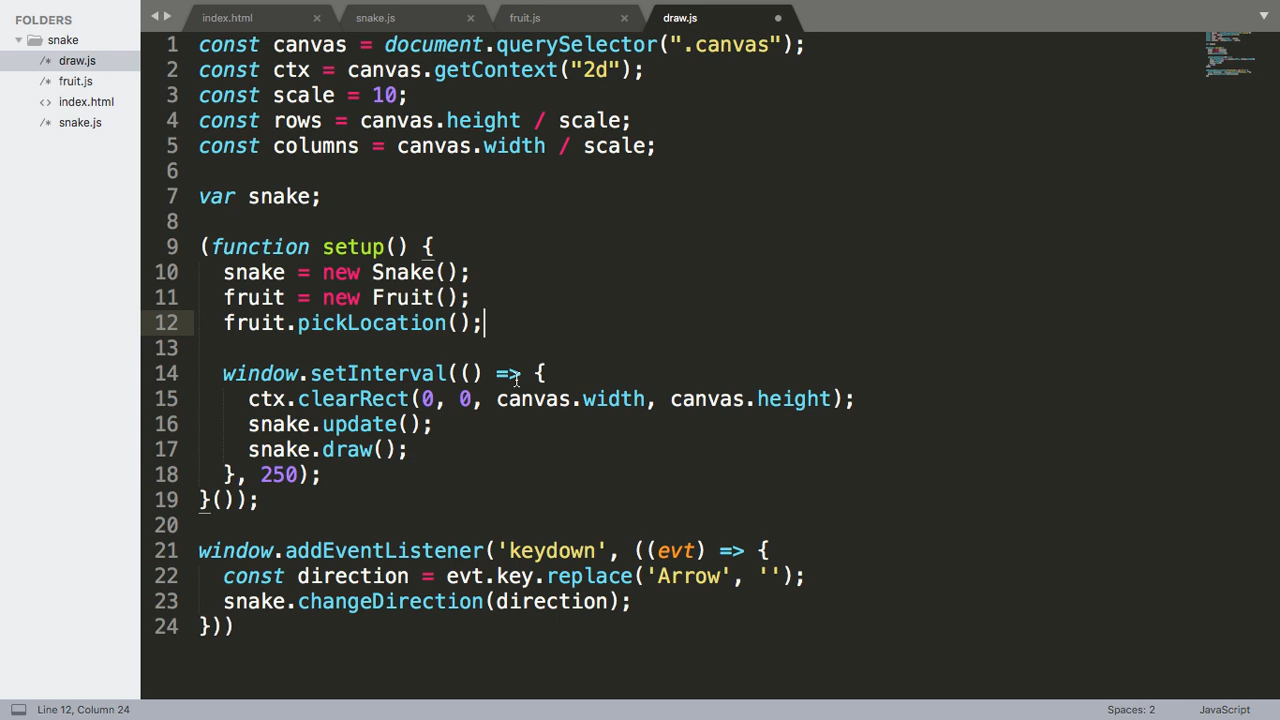 FOLDERS
snake
draw.js
/* fruit.js
<> index.html
/* snake.js
index.html ×
snake.js ×
fruit.js ×
draw.js
1 const canvas = document.querySelector(".canvas");
2 const ctx = canvas.getContext("2d");
3 const scale = 10;
4 const rows = canvas.height / scale;
5 const columns = canvas.width / scale;
6
7 var snake;
8
9 (function setup() {
10 snake = new Snake();
11 fruit = new Fruit();
12 fruit.pickLocation();
13
14 window.setInterval(() => {
15 ctx.clearRect(0, 0, canvas.width, canvas.height);
16 snake.update();
17 snake.draw();
18 }, 250);
19 }());
20
21 window.addEventListener('keydown', ((evt) => {
22 const direction = evt.key.replace('Arrow', '');
23 snake.changeDirection(direction);
24 }))
Line 12, Column 24
Spaces: 2
JavaScript